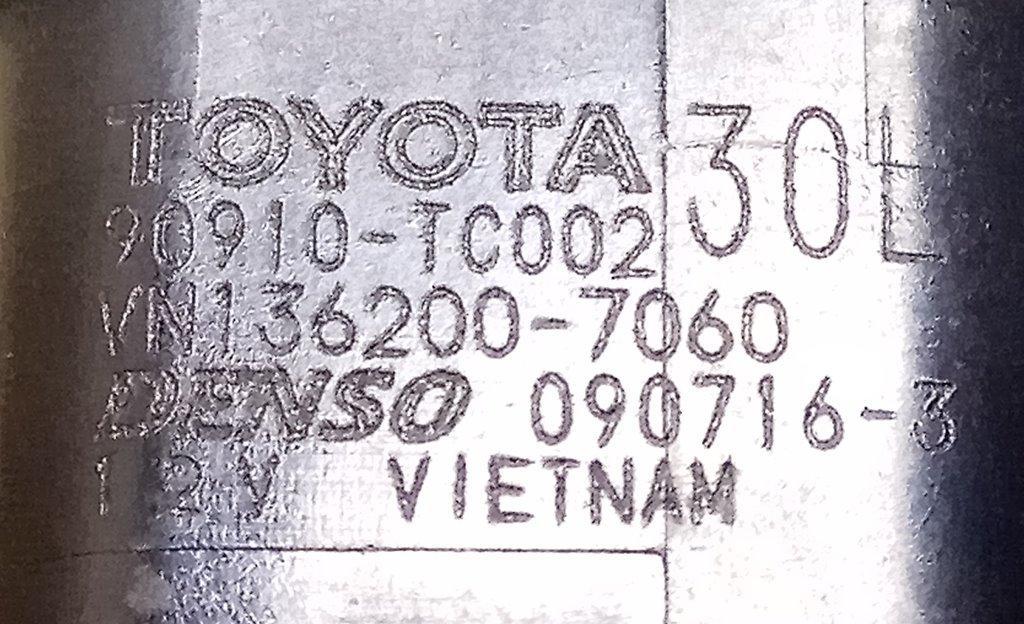 TOYOTA 30L
90910-TC002
VN136200-7060
DENSO 090716-3
12V VIETNAM